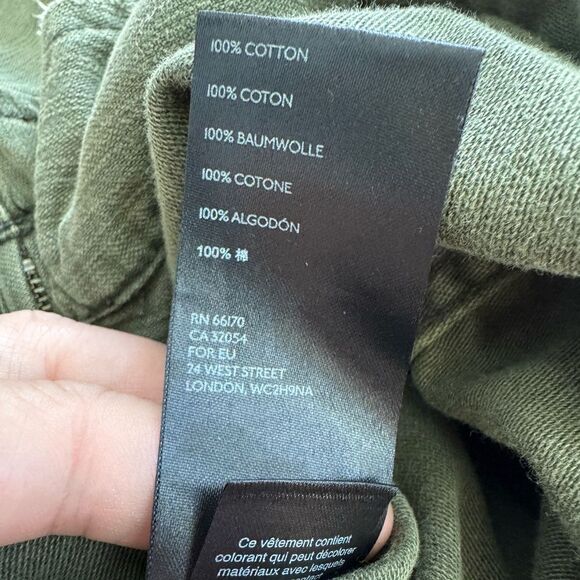 100% COTTON
100% COTON
100% BAUMWOLLE
100% COTONE
100% ALGODÓN
100% 棉
RN 66170
CA 32054
FOR EU
24 WEST STREET
LONDON, WC2H9NA
Ce vêtement contient
colorant qui peut décolorer
matériaux avec lesquels
contact